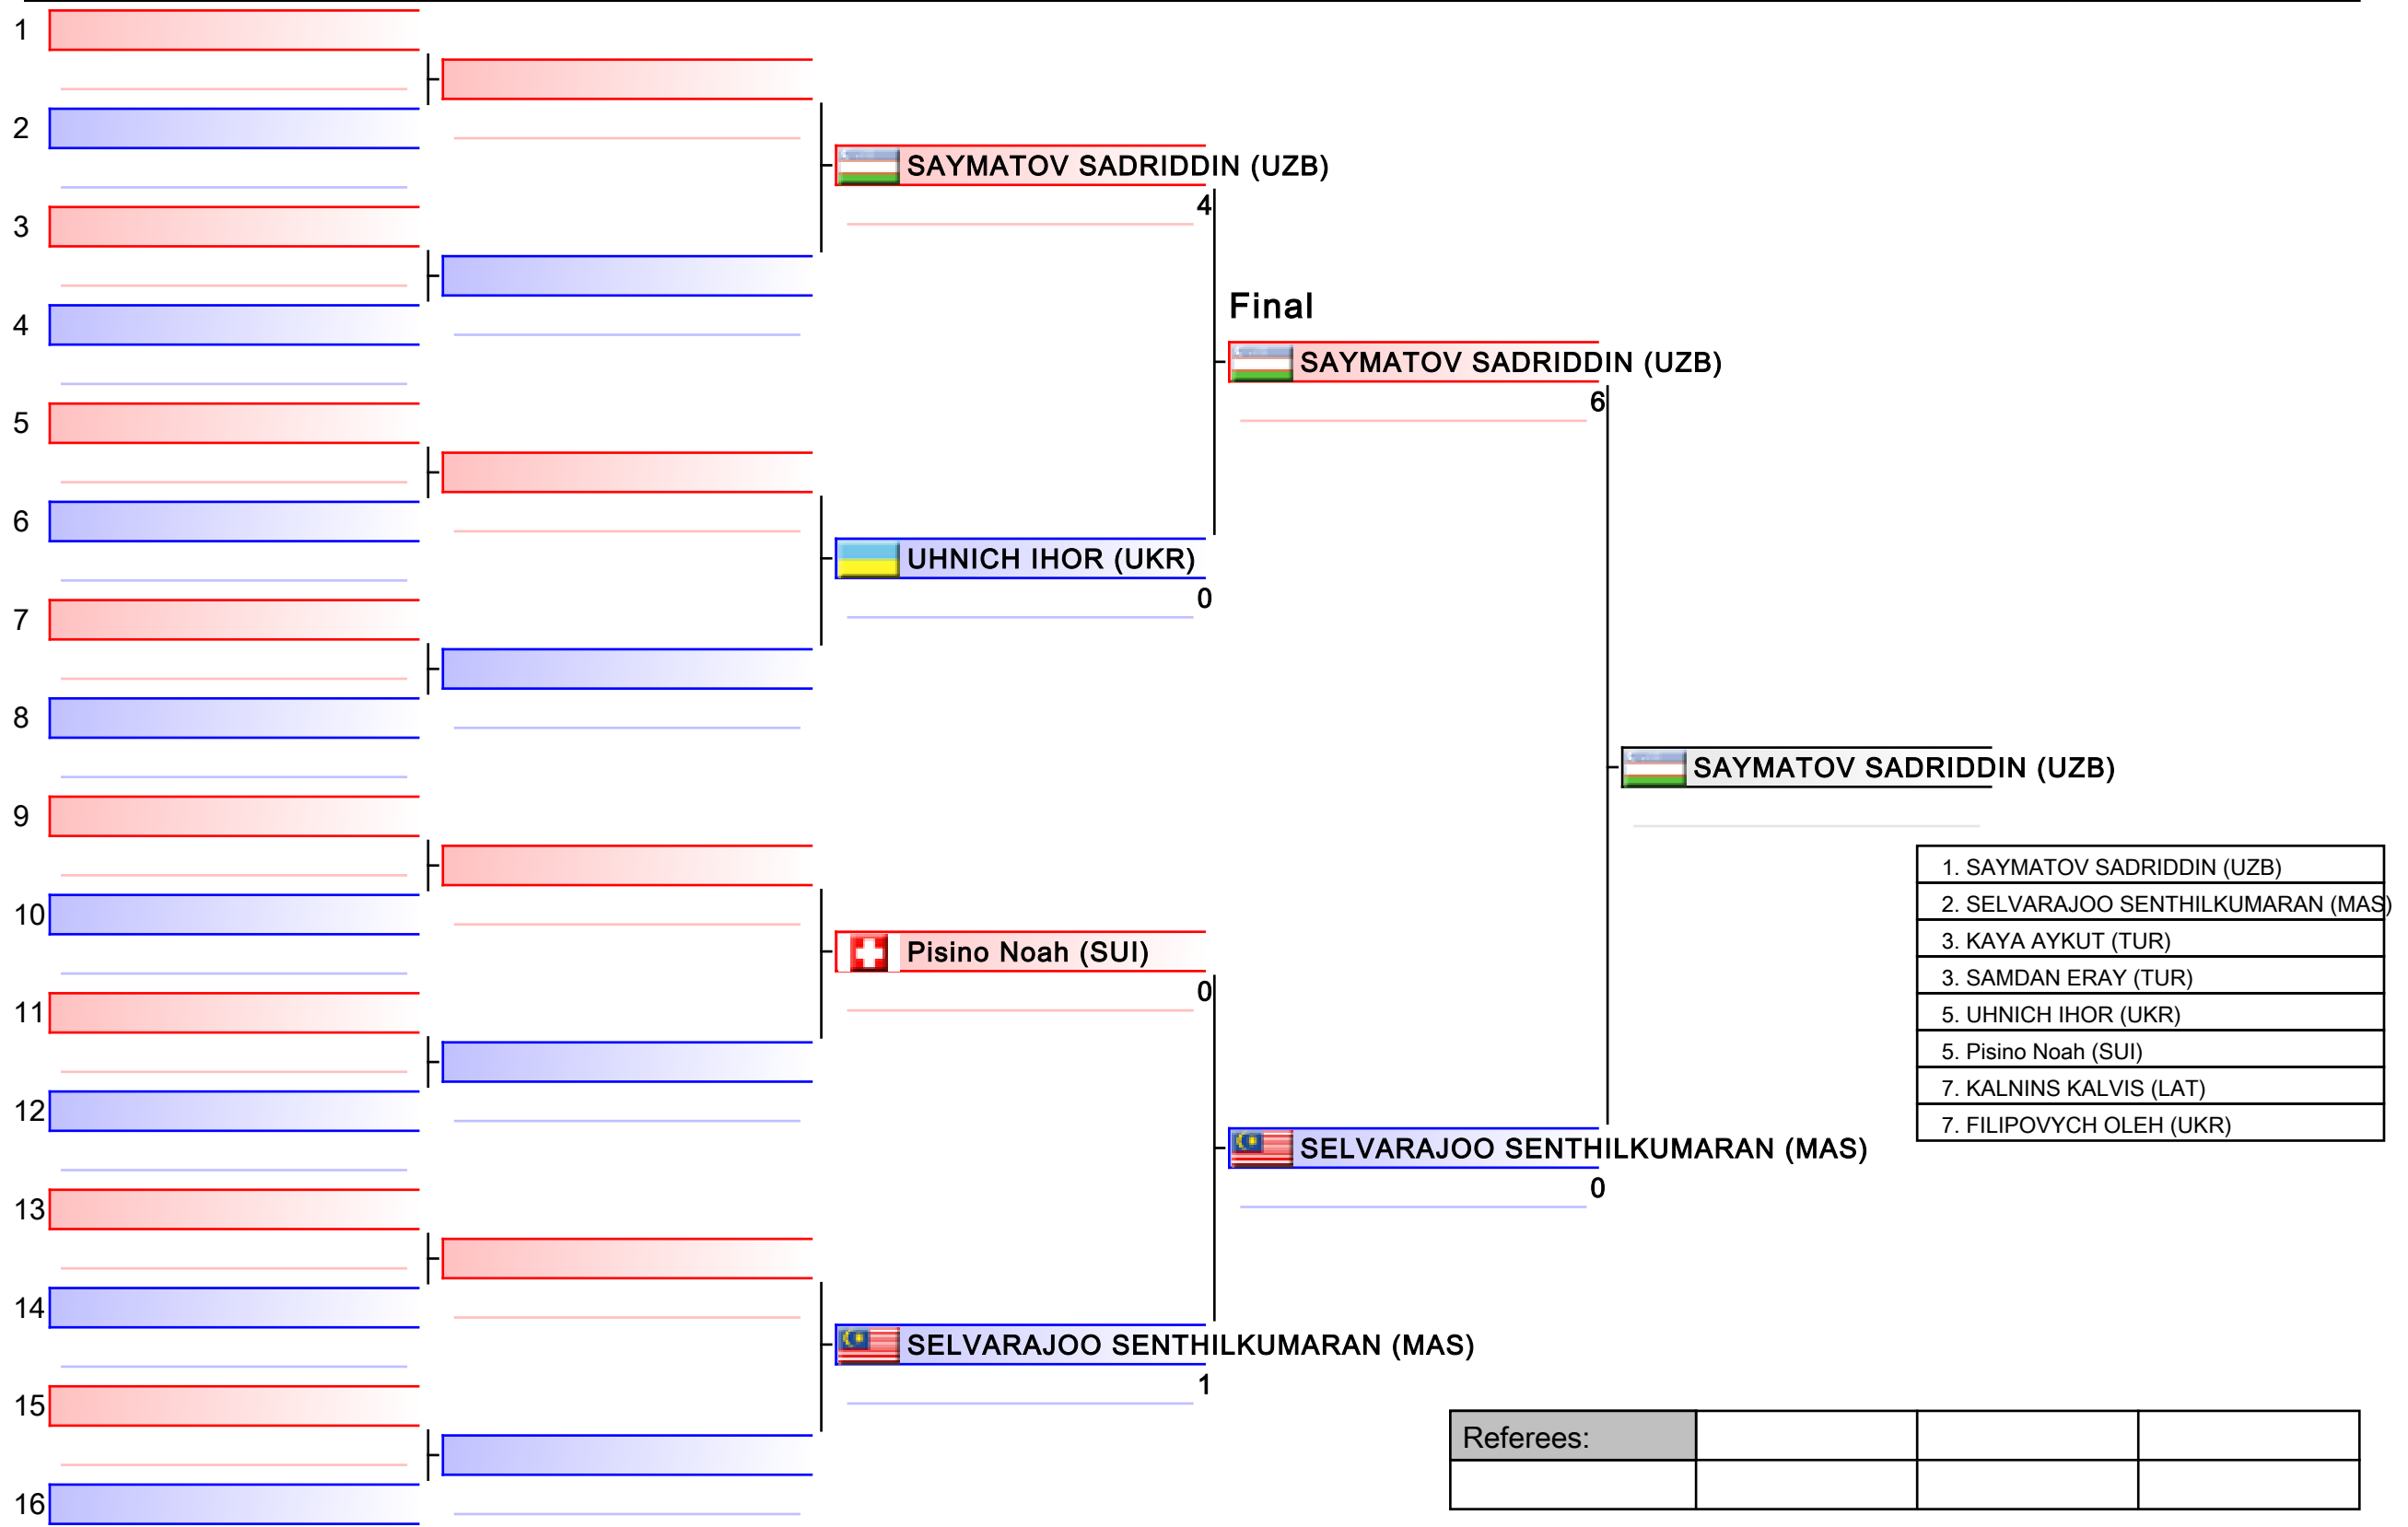 1
2
SAYMATOV SADRIDDIN (UZB)
4
3
Final
4
SAYMATOV SADRIDDIN (UZB)
6
5
6
UHNICH IHOR (UKR)
0
7
8
SAYMATOV SADRIDDIN (UZB)
9
1. SAYMATOV SADRIDDIN (UZB)
2. SELVARAJOO SENTHILKUMARAN (MAS)
3. KAYA AYKUT (TUR)
3. SAMDAN ERAY (TUR)
5. UHNICH IHOR (UKR)
5. Pisino Noah (SUI)
7. KALNINS KALVIS (LAT)
7. FILIPOVYCH OLEH (UKR)
10
Pisino Noah (SUI)
0
11
12
SELVARAJOO SENTHILKUMARAN (MAS)
0
13
14
SELVARAJOO SENTHILKUMARAN (MAS)
1
15
Referees:
16